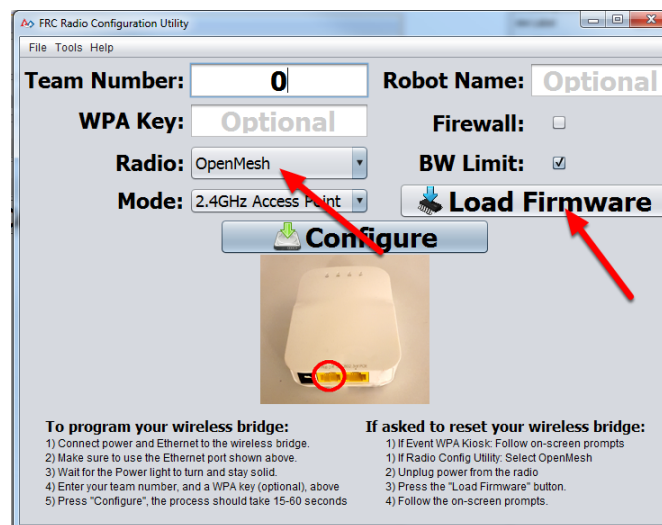 FRC Radio Configuration Utility
File Tools Help
Team Number: 0 Robot Name: Optional
WPA Key: Optional Firewall:
Radio: OpenMesh BW Limit:
Mode: 2.4GHz Access Point Load Firmware
Configure
To program your wireless bridge:
1) Connect power and Ethernet to the wireless bridge.
2) Make sure to use the Ethernet port shown above.
3) Wait for the Power light to turn and stay solid.
4) Enter your team number, and a WPA key (optional), above
5) Press "Configure", the process should take 15-60 seconds
If asked to reset your wireless bridge:
1) If Event WPA Kiosk: Follow on-screen prompts
1) If Radio Config Utility: Select OpenMesh
2) Unplug power from the radio
3) Press the "Load Firmware" button.
4) Follow the on-screen prompts.